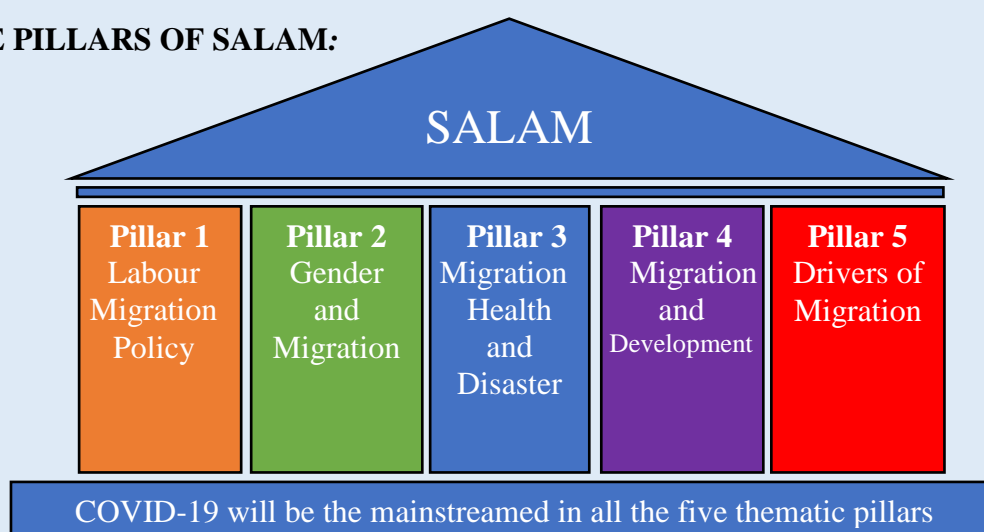 E PILLARS OF SALAM:
SALAM
Pillar 1
Labour
Migration
Policy
Pillar 2
Gender
and
Migration
Pillar 3
Migration
Health
and
Disaster
Pillar 4
Migration
and
Development
Pillar 5
Drivers of
Migration
COVID-19 will be the mainstreamed in all the five thematic pillars